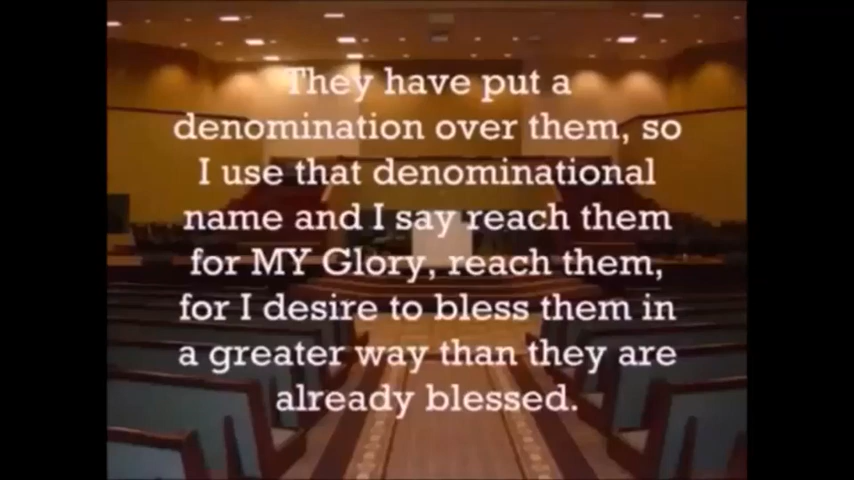 They have put a
denomination over them, so
I use that denominational
name and I say reach them
for MY Glory, reach them,
for I desire to bless them in
a greater way than they are
already blessed.